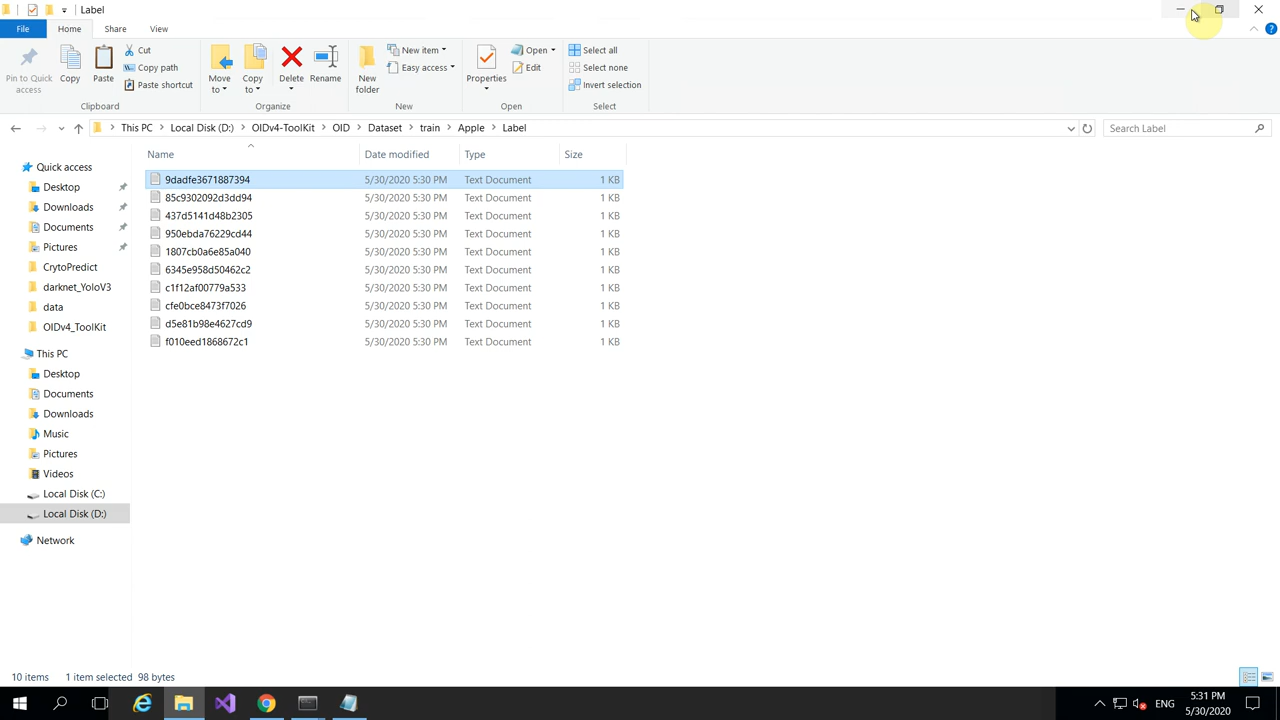 Label
File Home Share View
Pin to Quick access
Copy
Paste
Cut
Copy path
Paste shortcut
Clipboard
Move to
Copy to
Delete
Rename
Organize
New folder
New item
Easy access
New
Properties
Open
Edit
Open
Select all
Select none
Invert selection
Select
This PC Local Disk (D:) OIDv4-ToolKit OID Dataset train Apple Label
Search Label
Quick access
Desktop
Downloads
Documents
Pictures
CrytoPredict
darknet_YoloV3
data
OIDv4_ToolKit
This PC
Desktop
Documents
Downloads
Music
Pictures
Videos
Local Disk (C:)
Local Disk (D:)
Network
Name Date modified Type Size
9dadfe3671887394 5/30/2020 5:30 PM Text Document 1 KB
85c9302092d3dd94 5/30/2020 5:30 PM Text Document 1 KB
437d5141d48b2305 5/30/2020 5:30 PM Text Document 1 KB
950ebda76229cd44 5/30/2020 5:30 PM Text Document 1 KB
1807cb0a6e85a040 5/30/2020 5:30 PM Text Document 1 KB
6345e958d50462c2 5/30/2020 5:30 PM Text Document 1 KB
c1f12af00779a533 5/30/2020 5:30 PM Text Document 1 KB
cfe0bce8473f7026 5/30/2020 5:30 PM Text Document 1 KB
d5e81b98e4627cd9 5/30/2020 5:30 PM Text Document 1 KB
f010eed1868672c1 5/30/2020 5:30 PM Text Document 1 KB
10 items 1 item selected 98 bytes
ENG
5:31 PM
5/30/2020